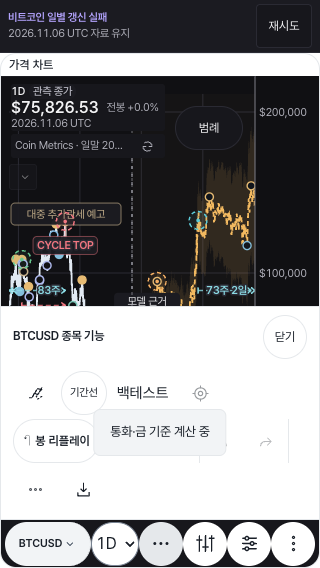 비트코인 일별 갱신 실패
2026.11.06 UTC 자료 유지
재시도
가격 차트
1D 관측 종가
$75,826.53 전봉 +0.0%
2026.11.06 UTC
Coin Metrics · 일말 20...
범례
$200,000
대중 추가관세 예고
CYCLE TOP
$100,000
83주
73주·2일
모델 근거
BTCUSD 종목 기능
닫기
기간선
백테스트
봉 리플레이
통화·금 기준 계산 중
BTCUSD
1D